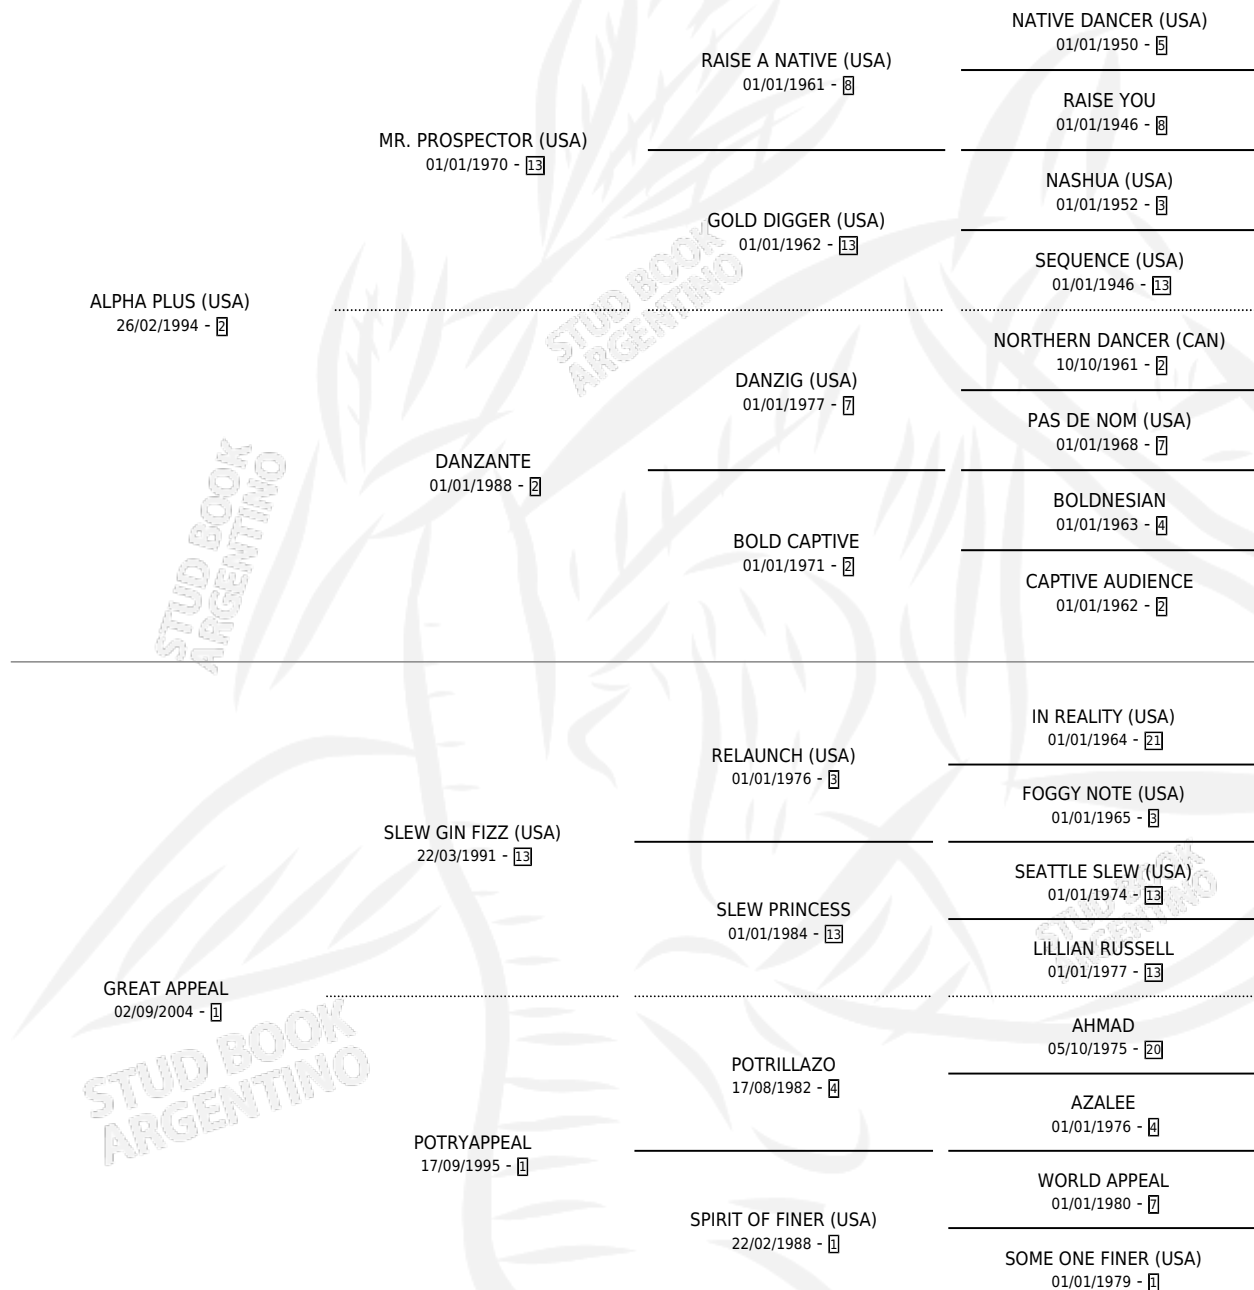 NATIVE DANCER (USA)
01/01/1950 - 5
RAISE A NATIVE (USA)
01/01/1961 - 8
RAISE YOU
01/01/1946 - 8
MR. PROSPECTOR (USA)
01/01/1970 - 13
NASHUA (USA)
01/01/1952 - 3
GOLD DIGGER (USA)
01/01/1962 - 13
SEQUENCE (USA)
01/01/1946 - 13
ALPHA PLUS (USA)
26/02/1994 - 2
STUD BOOK
ARGENTINO
NORTHERN DANCER (CAN)
10/10/1961 - 2
DANZIG (USA)
01/01/1977 - 7
PAS DE NOM (USA)
01/01/1968 - 7
DANZANTE
01/01/1988 - 2
BOLDNESIAN
01/01/1963 - 4
BOLD CAPTIVE
01/01/1971 - 2
CAPTIVE AUDIENCE
01/01/1962 - 2
STUD BOOK
ARGENTINO
IN REALITY (USA)
01/01/1964 - 21
RELAUNCH (USA)
01/01/1976 - 3
FOGGY NOTE (USA)
01/01/1965 - 3
SLEW GIN FIZZ (USA)
22/03/1991 - 13
SEATTLE SLEW (USA)
01/01/1974 - 13
STUD BOOK
ARGENTINO
SLEW PRINCESS
01/01/1984 - 13
LILLIAN RUSSELL
01/01/1977 - 13
GREAT APPEAL
02/09/2004 - 1
STUD BOOK
ARGENTINO
AHMAD
05/10/1975 - 20
POTRILLAZO
17/08/1982 - 4
AZALEE
01/01/1976 - 4
POTRYAPPEAL
17/09/1995 - 1
WORLD APPEAL
01/01/1980 - 7
SPIRIT OF FINER (USA)
22/02/1988 - 1
SOME ONE FINER (USA)
01/01/1979 - 1